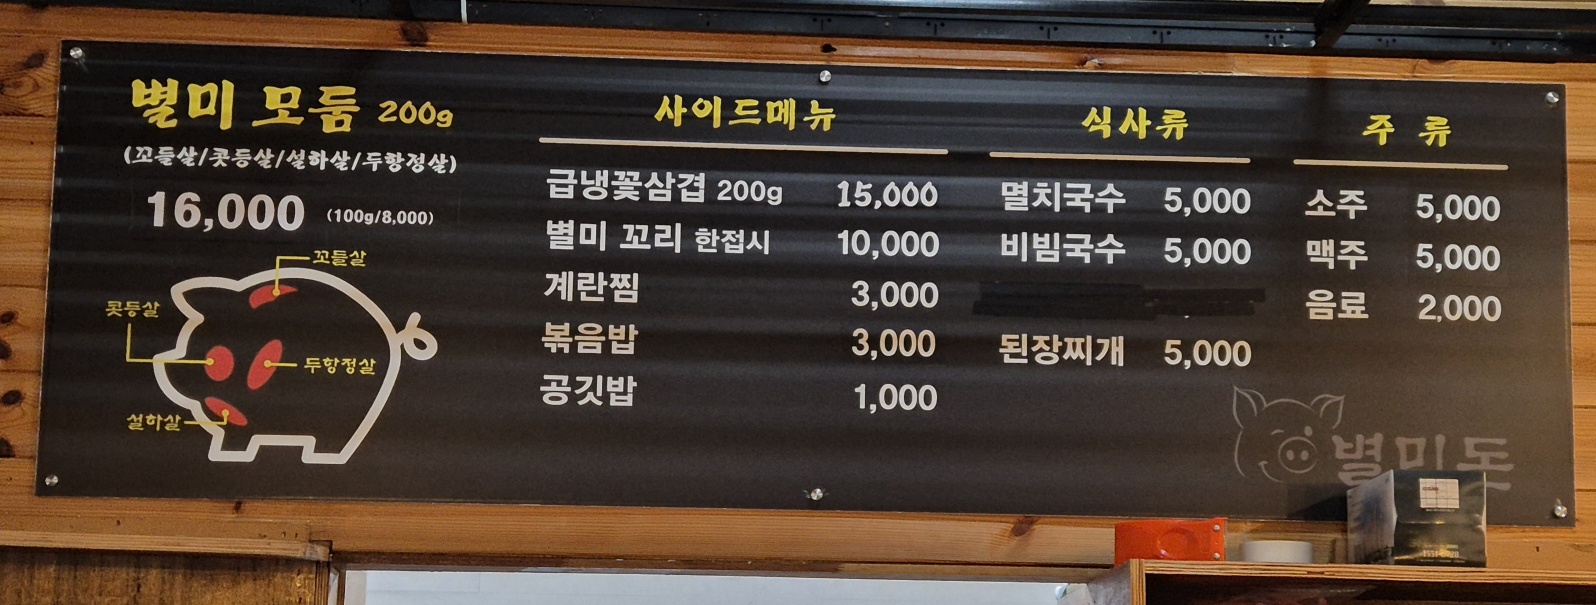 별미 모둠 200g
(꼬들살/콧등살/설하살/두항정살)
16,000 (100g/8,000)
꼬들살
콧등살
두항정살
설하살
사이드메뉴
급냉꽃삼겹 200g 15,000
별미 꼬리 한접시 10,000
계란찜 3,000
볶음밥 3,000
공깃밥 1,000
식사류
멸치국수 5,000
비빔국수 5,000
된장찌개 5,000
주 류
소주 5,000
맥주 5,000
음료 2,000
별미돈